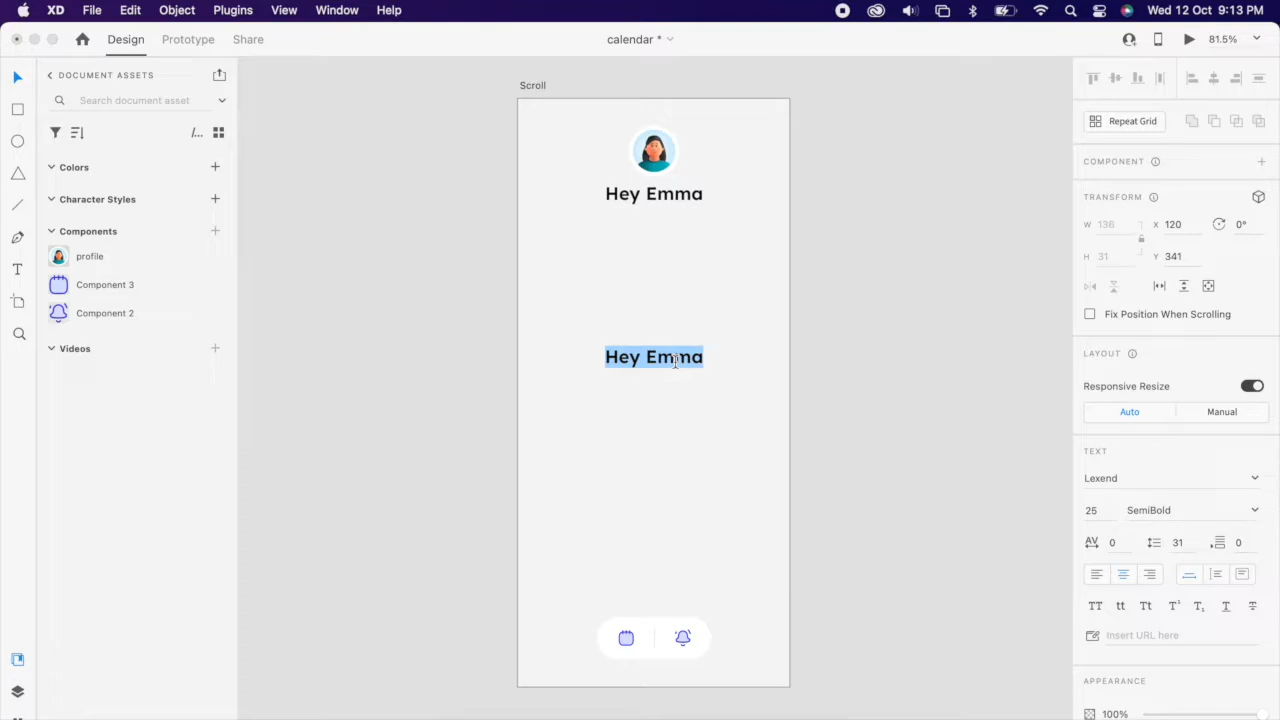 XD File Edit Object Plugins View Window Help Wed 12 Oct 9:13 PM
Design Prototype Share calendar * 81.5%
DOCUMENT ASSETS
Search document asset
/...
Colors
Character Styles
Components
profile
Component 3
Component 2
Videos
Scroll
Hey Emma
Hey Emma
Repeat Grid
COMPONENT
TRANSFORM
W 136 X 120 0°
H 31 Y 341
Fix Position When Scrolling
LAYOUT
Responsive Resize
Auto Manual
TEXT
Lexend
25 SemiBold
AV 0 31 0
TT tt Tt T¹ T₁ T T
Insert URL here
APPEARANCE
100%